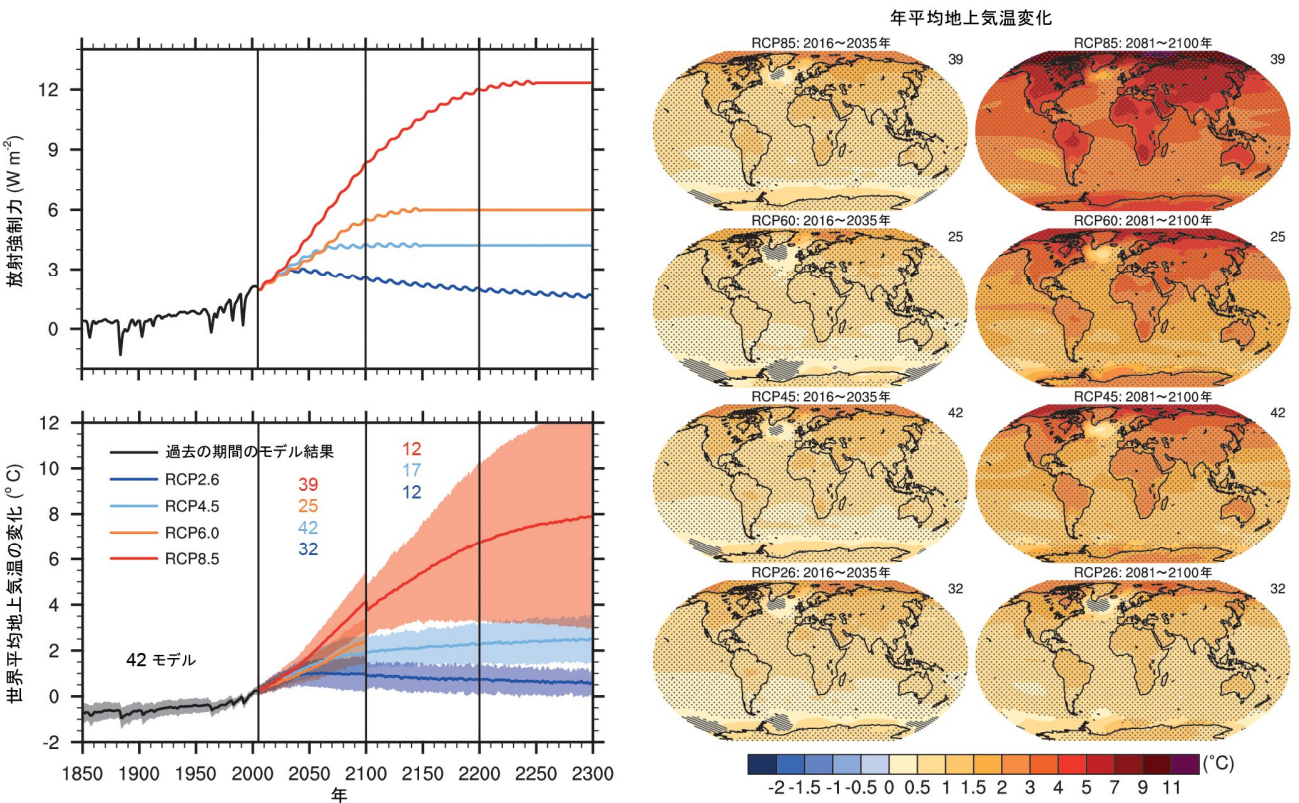 12
9
6
3
0
放射強制力 (W m-2)
12
10
8
6
4
2
0
-2
世界平均地上気温の変化 (°C)
過去の期間のモデル結果
RCP2.6
RCP4.5
RCP6.0
RCP8.5
39
25
42
32
12
17
12
42 モデル
1850 1900 1950 2000 2050 2100 2150 2200 2250 2300
年
年平均地上気温変化
RCP85: 2016～2035年 39
RCP85: 2081～2100年 39
RCP60: 2016～2035年 25
RCP60: 2081～2100年 25
RCP45: 2016～2035年 42
RCP45: 2081～2100年 42
RCP26: 2016～2035年 32
RCP26: 2081～2100年 32
-2 -1.5 -1 -0.5 0 0.5 1 1.5 2 3 4 5 7 9 11 (°C)